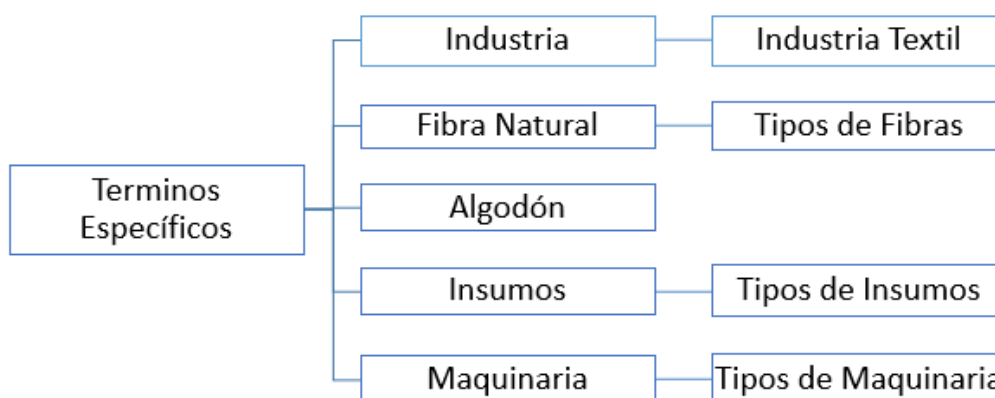 Industria
Industria Textil
Fibra Natural
Tipos de Fibras
Terminos
Específicos
Algodón
Insumos
Tipos de Insumos
Maquinaria
Tipos de Maquinaria